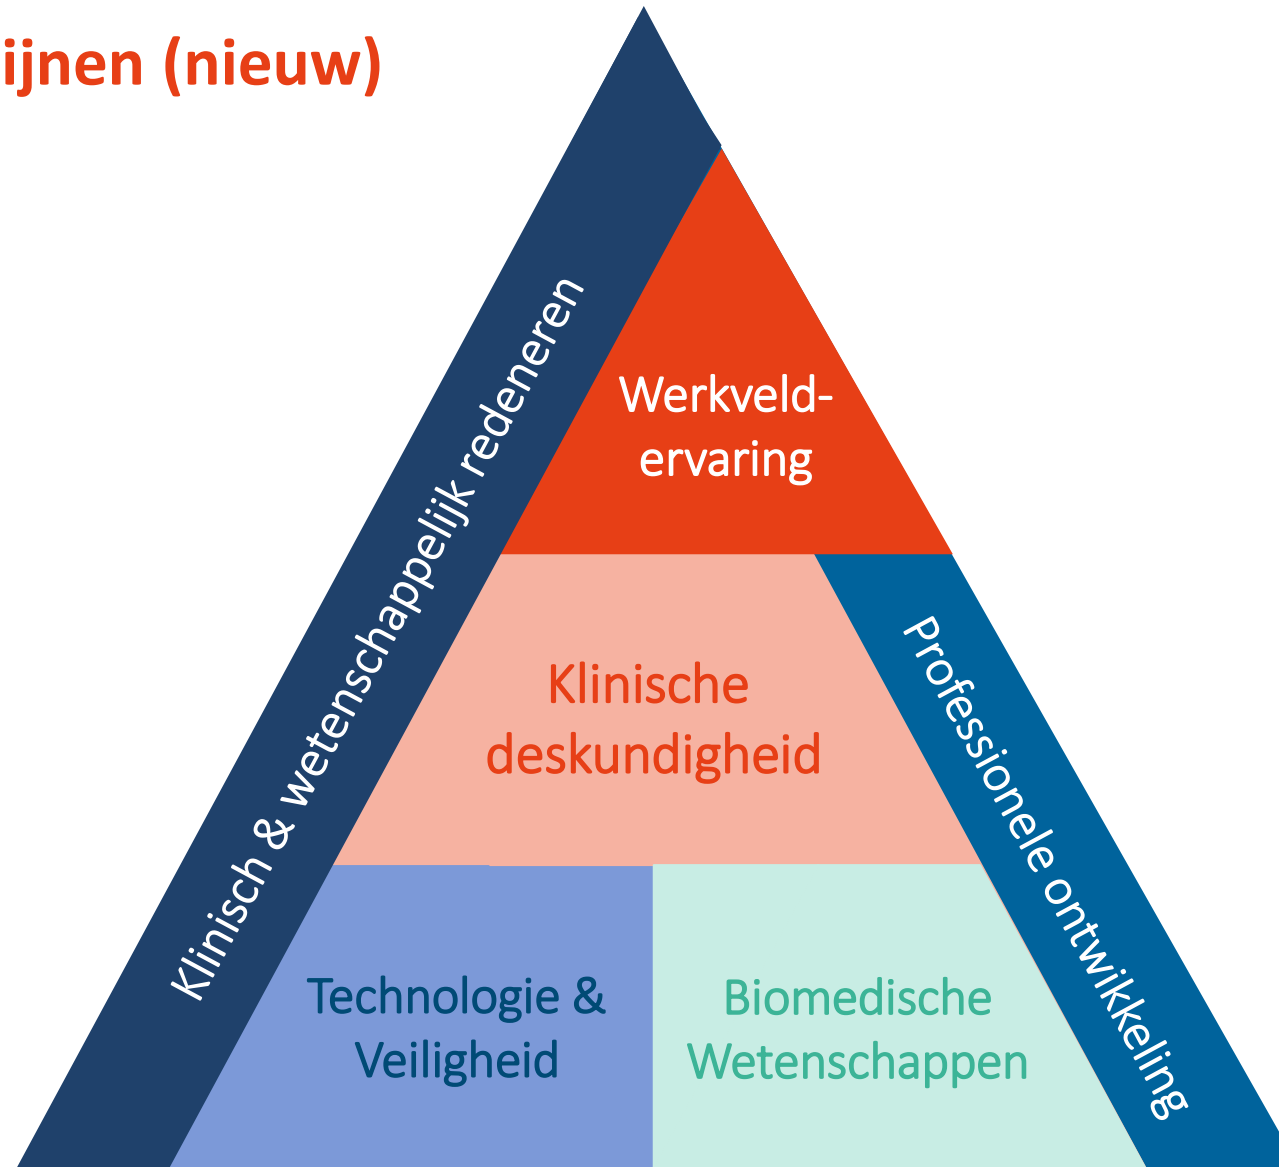 ijnen (nieuw)
Klinisch & wetenschappelijk redeneren
Werkveld-
ervaring
Klinische
deskundigheid
Professionele ontwikkeling
Technologie &
Veiligheid
Biomedische
Wetenschappen